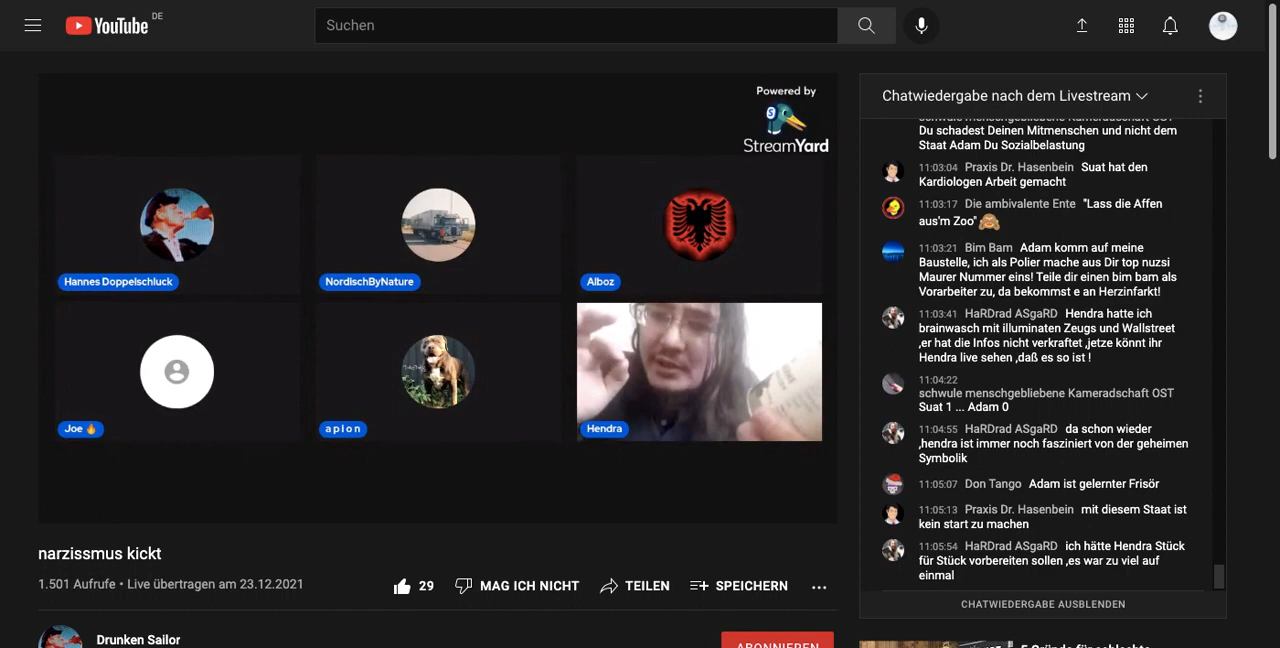 YouTube DE
Suchen
Powered by
StreamYard
Hannes Doppelschluck
NordischByNature
Alboz
Joe 🔥
a p i o n
Hendra
narzissmus kickt
1.501 Aufrufe • Live übertragen am 23.12.2021
29
MAG ICH NICHT
TEILEN
SPEICHERN
Drunken Sailor
ABONNIEREN
Chatwiedergabe nach dem Livestream
schwule menschgebliebene Kameradschaft OST
Du schadest Deinen Mitmenschen und nicht dem
Staat Adam Du Sozialbelastung
11:03:04 Praxis Dr. Hasenbein Suat hat den
Kardiologen Arbeit gemacht
11:03:17 Die ambivalente Ente "Lass die Affen
aus'm Zoo"🙈
11:03:21 Bim Bam Adam komm auf meine
Baustelle, ich als Polier mache aus Dir top nuzsi
Maurer Nummer eins! Teile dir einen bim bam als
Vorarbeiter zu, da bekommst e an Herzinfarkt!
11:03:41 HaRDrad ASgaRD Hendra hatte ich
brainwasch mit illuminaten Zeugs und Wallstreet
,er hat die Infos nicht verkraftet ,jetze könnt ihr
Hendra live sehen ,daß es so ist !
11:04:22
schwule menschgebliebene Kameradschaft OST
Suat 1 ... Adam 0
11:04:55 HaRDrad ASgaRD da schon wieder
,hendra ist immer noch fasziniert von der geheimen
Symbolik
11:05:07 Don Tango Adam ist gelernter Frisör
11:05:13 Praxis Dr. Hasenbein mit diesem Staat ist
kein start zu machen
11:05:54 HaRDrad ASgaRD ich hätte Hendra Stück
für Stück vorbereiten sollen ,es war zu viel auf
einmal
CHATWIEDERGABE AUSBLENDEN
5 Gründe für schlechte